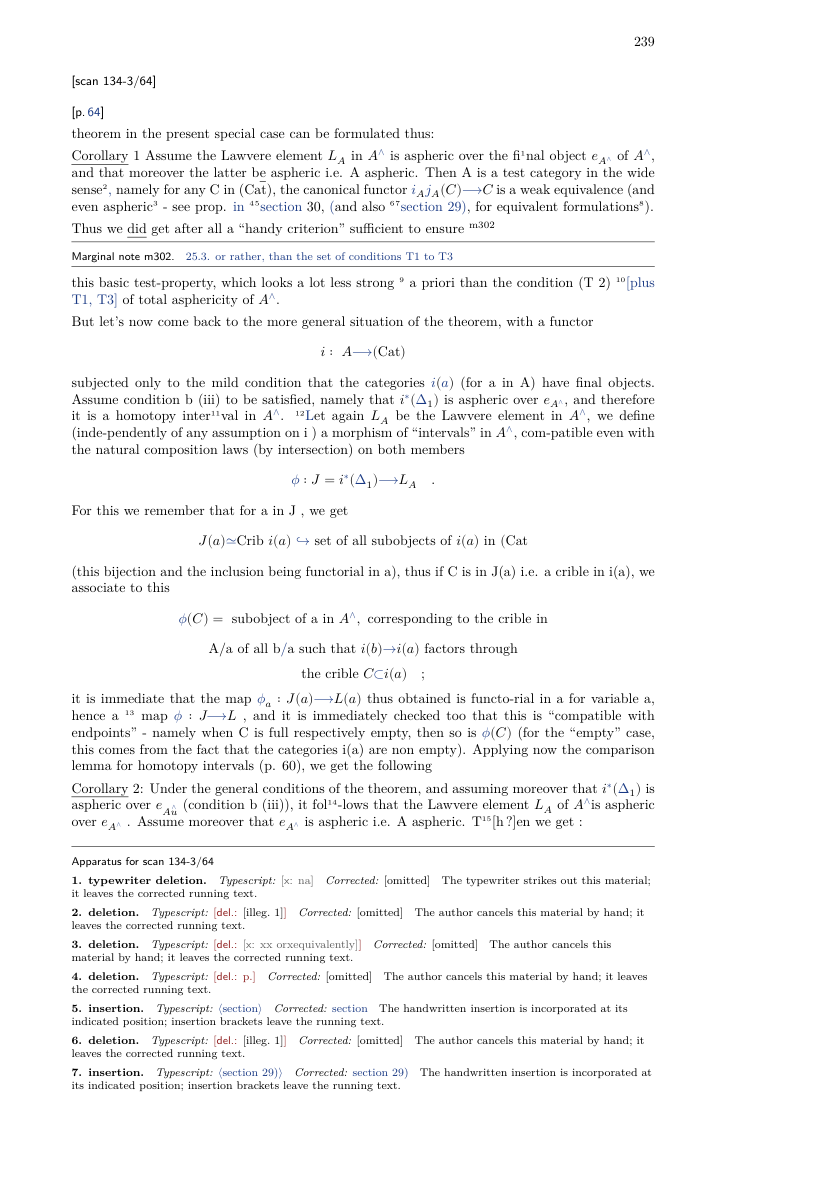 239
[scan 134-3/64]
[p. 64]
theorem in the present special case can be formulated thus:
Corollary 1 Assume the Lawvere element L_A in A^ is aspheric over the fi¹nal object e_A^ of A^,
and that moreover the latter be aspheric i.e. A aspheric. Then A is a test category in the wide
sense², namely for any C in (Cat), the canonical functor i_A j_A(C)⟶C is a weak equivalence (and
even aspheric³ - see prop. in ⁴⁵section 30, (and also ⁶⁷section 29), for equivalent formulations⁸).
Thus we did get after all a “handy criterion” sufficient to ensure m302
Marginal note m302. 25.3. or rather, than the set of conditions T1 to T3
this basic test-property, which looks a lot less strong ⁹ a priori than the condition (T 2) ¹⁰[plus
T1, T3] of total asphericity of A^.
But let’s now come back to the more general situation of the theorem, with a functor
i : A⟶(Cat)
subjected only to the mild condition that the categories i(a) (for a in A) have final objects.
Assume condition b (iii) to be satisfied, namely that i*(Δ₁) is aspheric over e_A^, and therefore
it is a homotopy inter¹¹val in A^. ¹²Let again L_A be the Lawvere element in A^, we define
(inde-pendently of any assumption on i ) a morphism of “intervals” in A^, com-patible even with
the natural composition laws (by intersection) on both members
ϕ : J = i*(Δ₁)⟶L_A .
For this we remember that for a in J , we get
J(a)≃Crib i(a) ↪ set of all subobjects of i(a) in (Cat
(this bijection and the inclusion being functorial in a), thus if C is in J(a) i.e. a crible in i(a), we
associate to this
ϕ(C) = subobject of a in A^, corresponding to the crible in
A/a of all b/a such that i(b)→i(a) factors through
the crible C⊂i(a) ;
it is immediate that the map ϕ_a : J(a)⟶L(a) thus obtained is functo-rial in a for variable a,
hence a ¹³ map ϕ : J⟶L , and it is immediately checked too that this is “compatible with
endpoints” - namely when C is full respectively empty, then so is ϕ(C) (for the “empty” case,
this comes from the fact that the categories i(a) are non empty). Applying now the comparison
lemma for homotopy intervals (p. 60), we get the following
Corollary 2: Under the general conditions of the theorem, and assuming moreover that i*(Δ₁) is
aspheric over e_Aû (condition b (iii)), it fol¹⁴-lows that the Lawvere element L_A of A^is aspheric
over e_A^ . Assume moreover that e_A^ is aspheric i.e. A aspheric. T¹⁵[h ?]en we get :
Apparatus for scan 134-3/64
1. typewriter deletion. Typescript: [x: na] Corrected: [omitted] The typewriter strikes out this material;
it leaves the corrected running text.
2. deletion. Typescript: [del.: [illeg. 1]] Corrected: [omitted] The author cancels this material by hand; it
leaves the corrected running text.
3. deletion. Typescript: [del.: [x: xx orxequivalently]] Corrected: [omitted] The author cancels this
material by hand; it leaves the corrected running text.
4. deletion. Typescript: [del.: p.] Corrected: [omitted] The author cancels this material by hand; it leaves
the corrected running text.
5. insertion. Typescript: ⟨section⟩ Corrected: section The handwritten insertion is incorporated at its
indicated position; insertion brackets leave the running text.
6. deletion. Typescript: [del.: [illeg. 1]] Corrected: [omitted] The author cancels this material by hand; it
leaves the corrected running text.
7. insertion. Typescript: ⟨section 29)⟩ Corrected: section 29) The handwritten insertion is incorporated at
its indicated position; insertion brackets leave the running text.